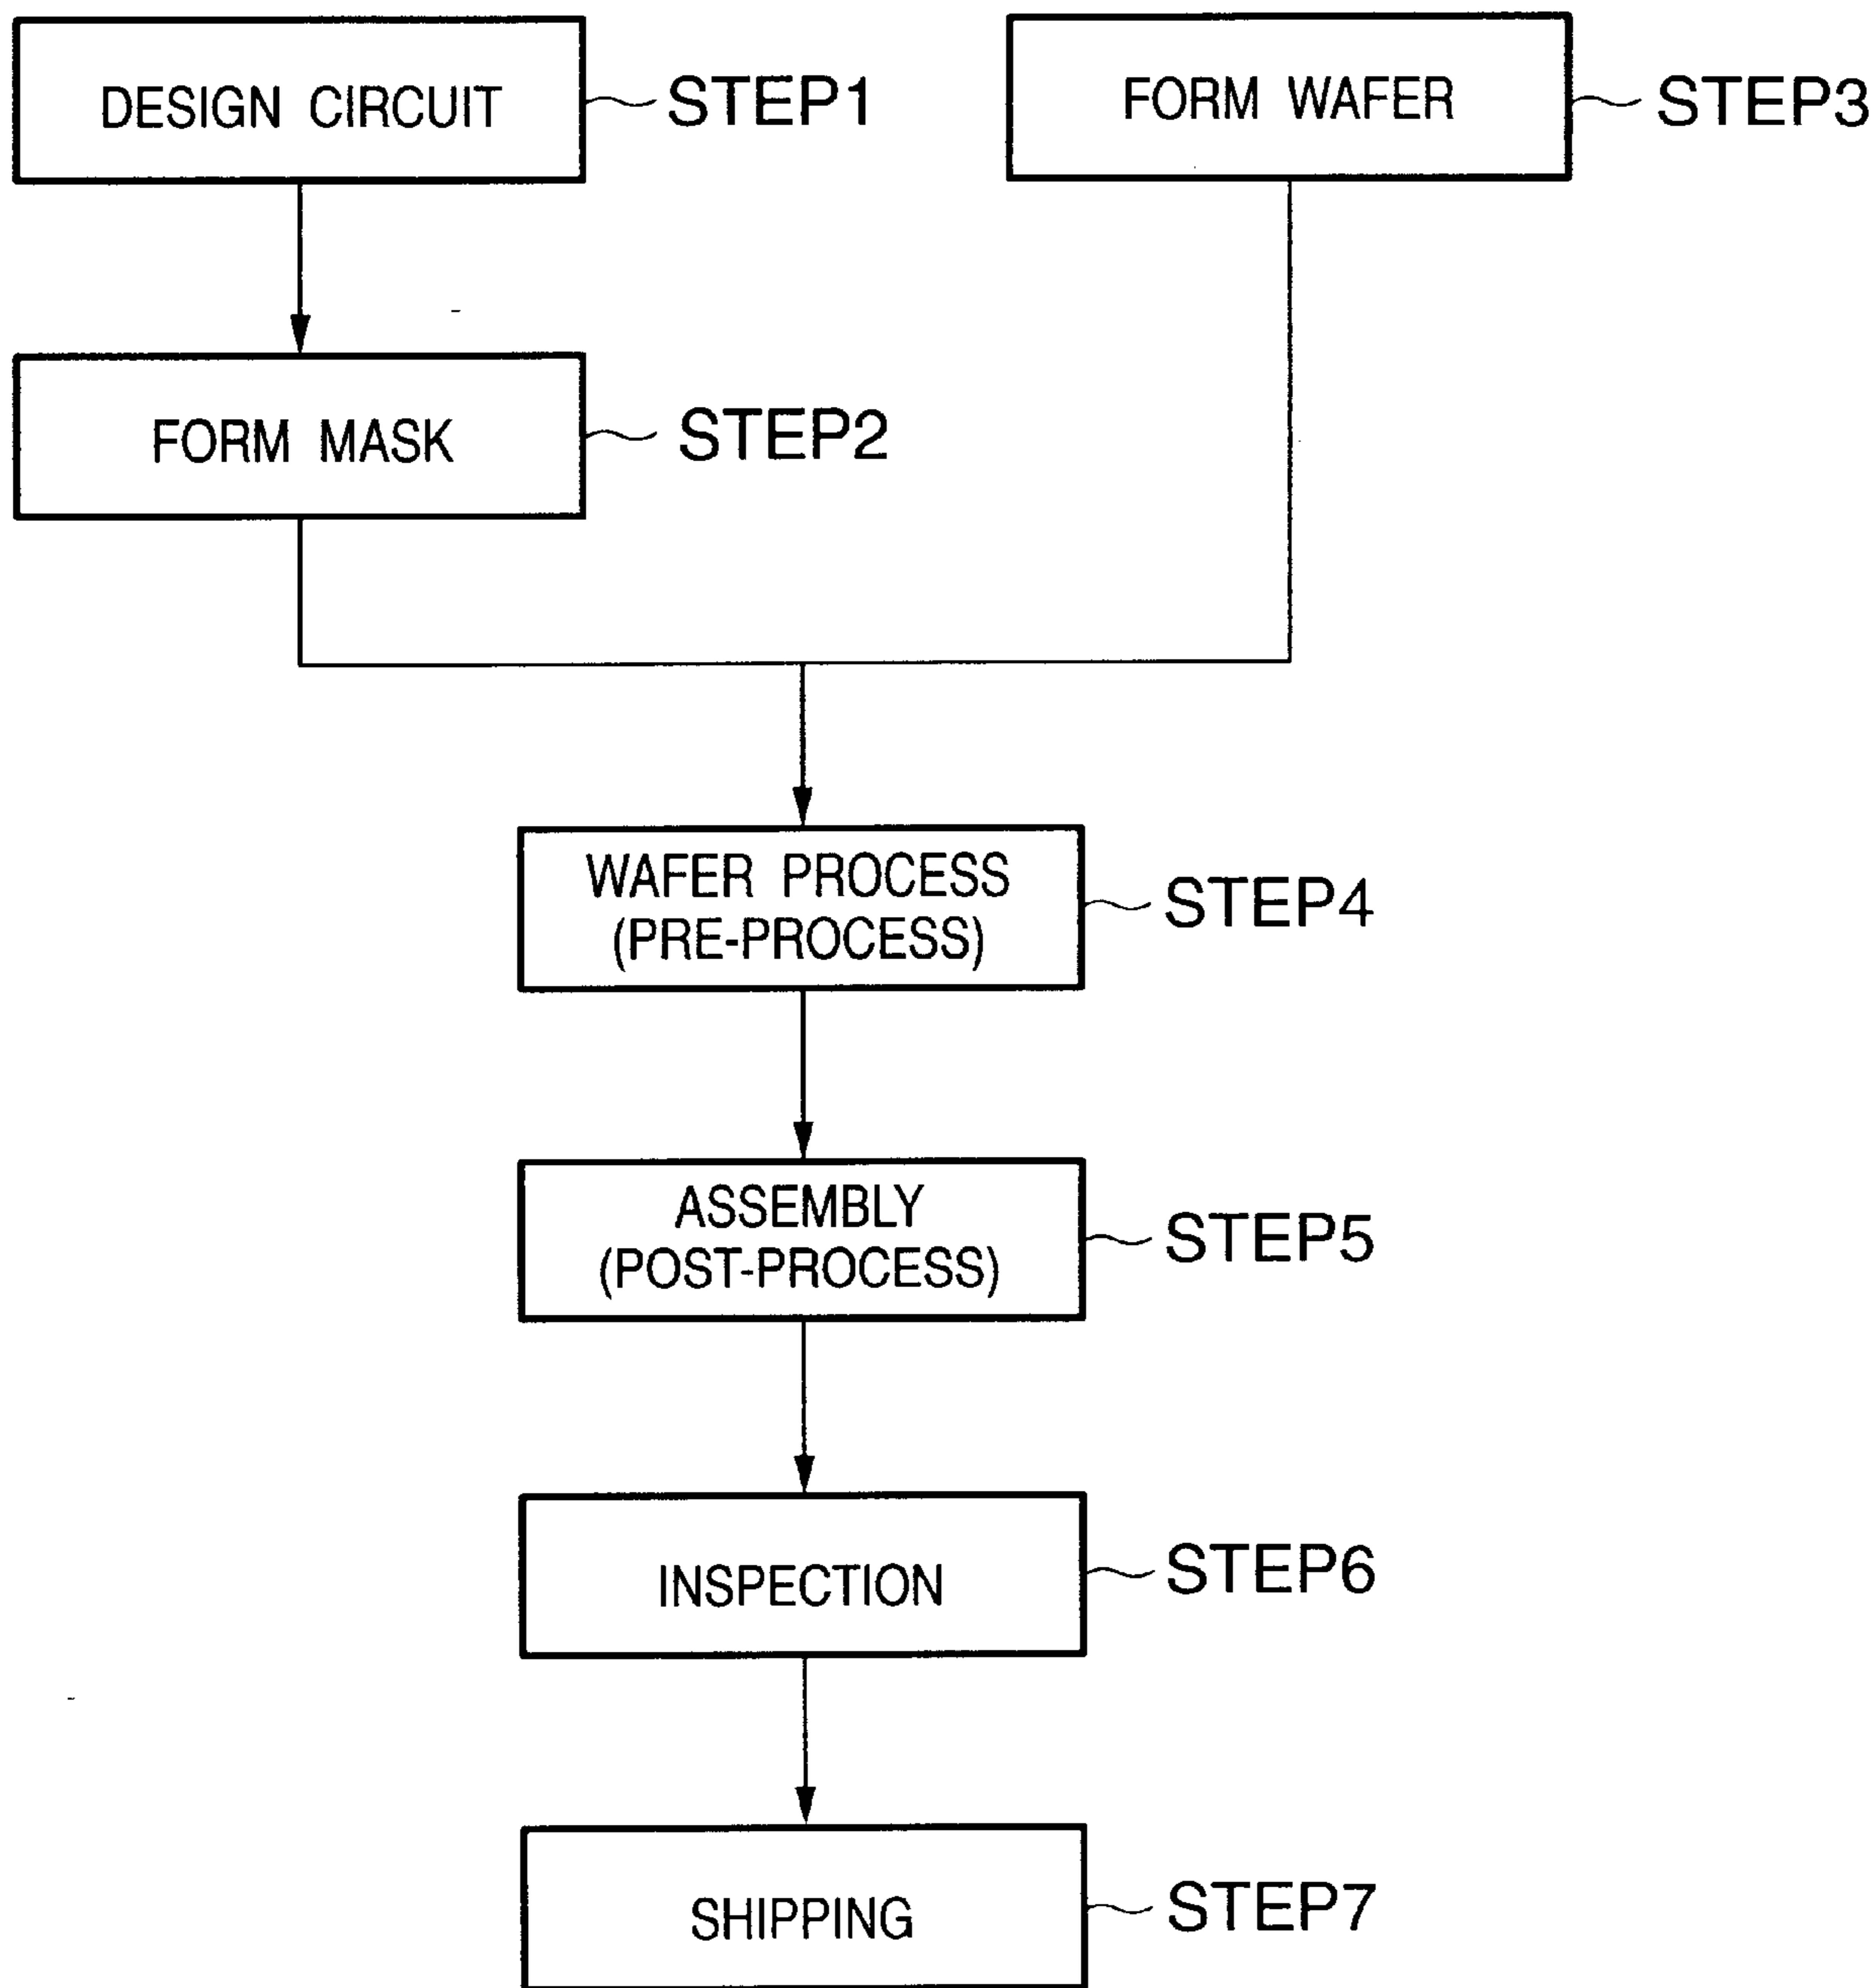 DESIGN CIRCUIT
STEP1
FORM WAFER
STEP3
FORM MASK
STEP2
WAFER PROCESS
(PRE-PROCESS)
STEP4
ASSEMBLY
(POST-PROCESS)
STEP5
INSPECTION
STEP6
SHIPPING
STEP7